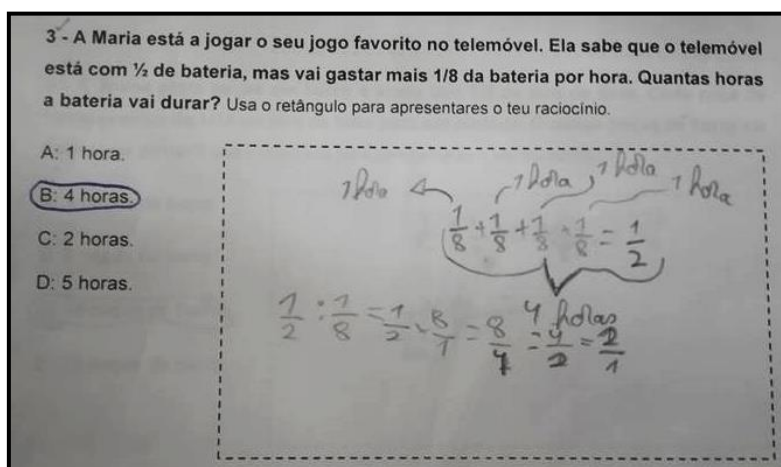 3 - A Maria está a jogar o seu jogo favorito no telemóvel. Ela sabe que o telemóvel
está com ½ de bateria, mas vai gastar mais 1/8 da bateria por hora. Quantas horas
a bateria vai durar? Usa o retângulo para apresentares o teu raciocínio.
A: 1 hora.
B: 4 horas.
C: 2 horas.
D: 5 horas.
1 hora 1 hora 1 hora 1 hora
1/8 + 1/8 + 1/8 + 1/8 = 1/2
4 horas
1/2 : 1/8 = 1/2 . 8/1 = 8/4 = 4/2 = 2/1